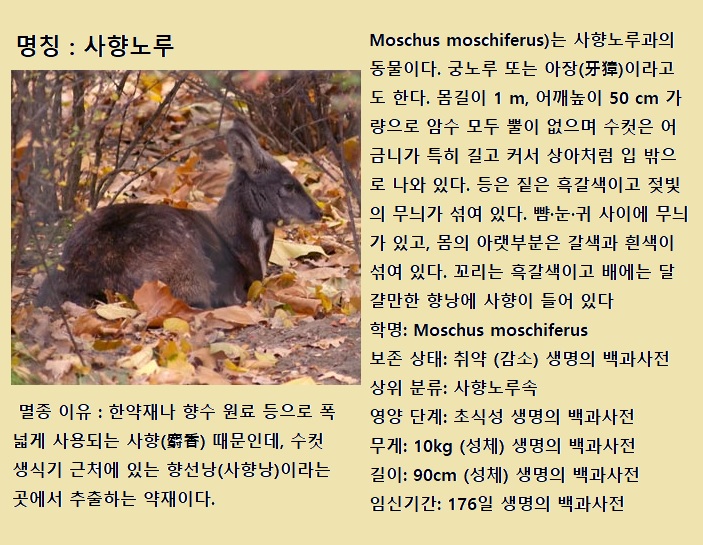 명칭 : 사향노루
Moschus moschiferus)는 사향노루과의
동물이다. 궁노루 또는 아장(牙獐)이라고
도 한다. 몸길이 1 m, 어깨높이 50 cm 가
량으로 암수 모두 뿔이 없으며 수컷은 어
금니가 특히 길고 커서 상아처럼 입 밖으
로 나와 있다. 등은 짙은 흑갈색이고 젖빛
의 무늬가 섞여 있다. 뺨·눈·귀 사이에 무늬
가 있고, 몸의 아랫부분은 갈색과 흰색이
섞여 있다. 꼬리는 흑갈색이고 배에는 달
걀만한 향낭에 사향이 들어 있다
학명: Moschus moschiferus
보존 상태: 취약 (감소) 생명의 백과사전
상위 분류: 사향노루속
영양 단계: 초식성 생명의 백과사전
무게: 10kg (성체) 생명의 백과사전
길이: 90cm (성체) 생명의 백과사전
임신기간: 176일 생명의 백과사전
멸종 이유 : 한약재나 향수 원료 등으로 폭
넓게 사용되는 사향(麝香) 때문인데, 수컷
생식기 근처에 있는 향선낭(사향낭)이라는
곳에서 추출하는 약재이다.